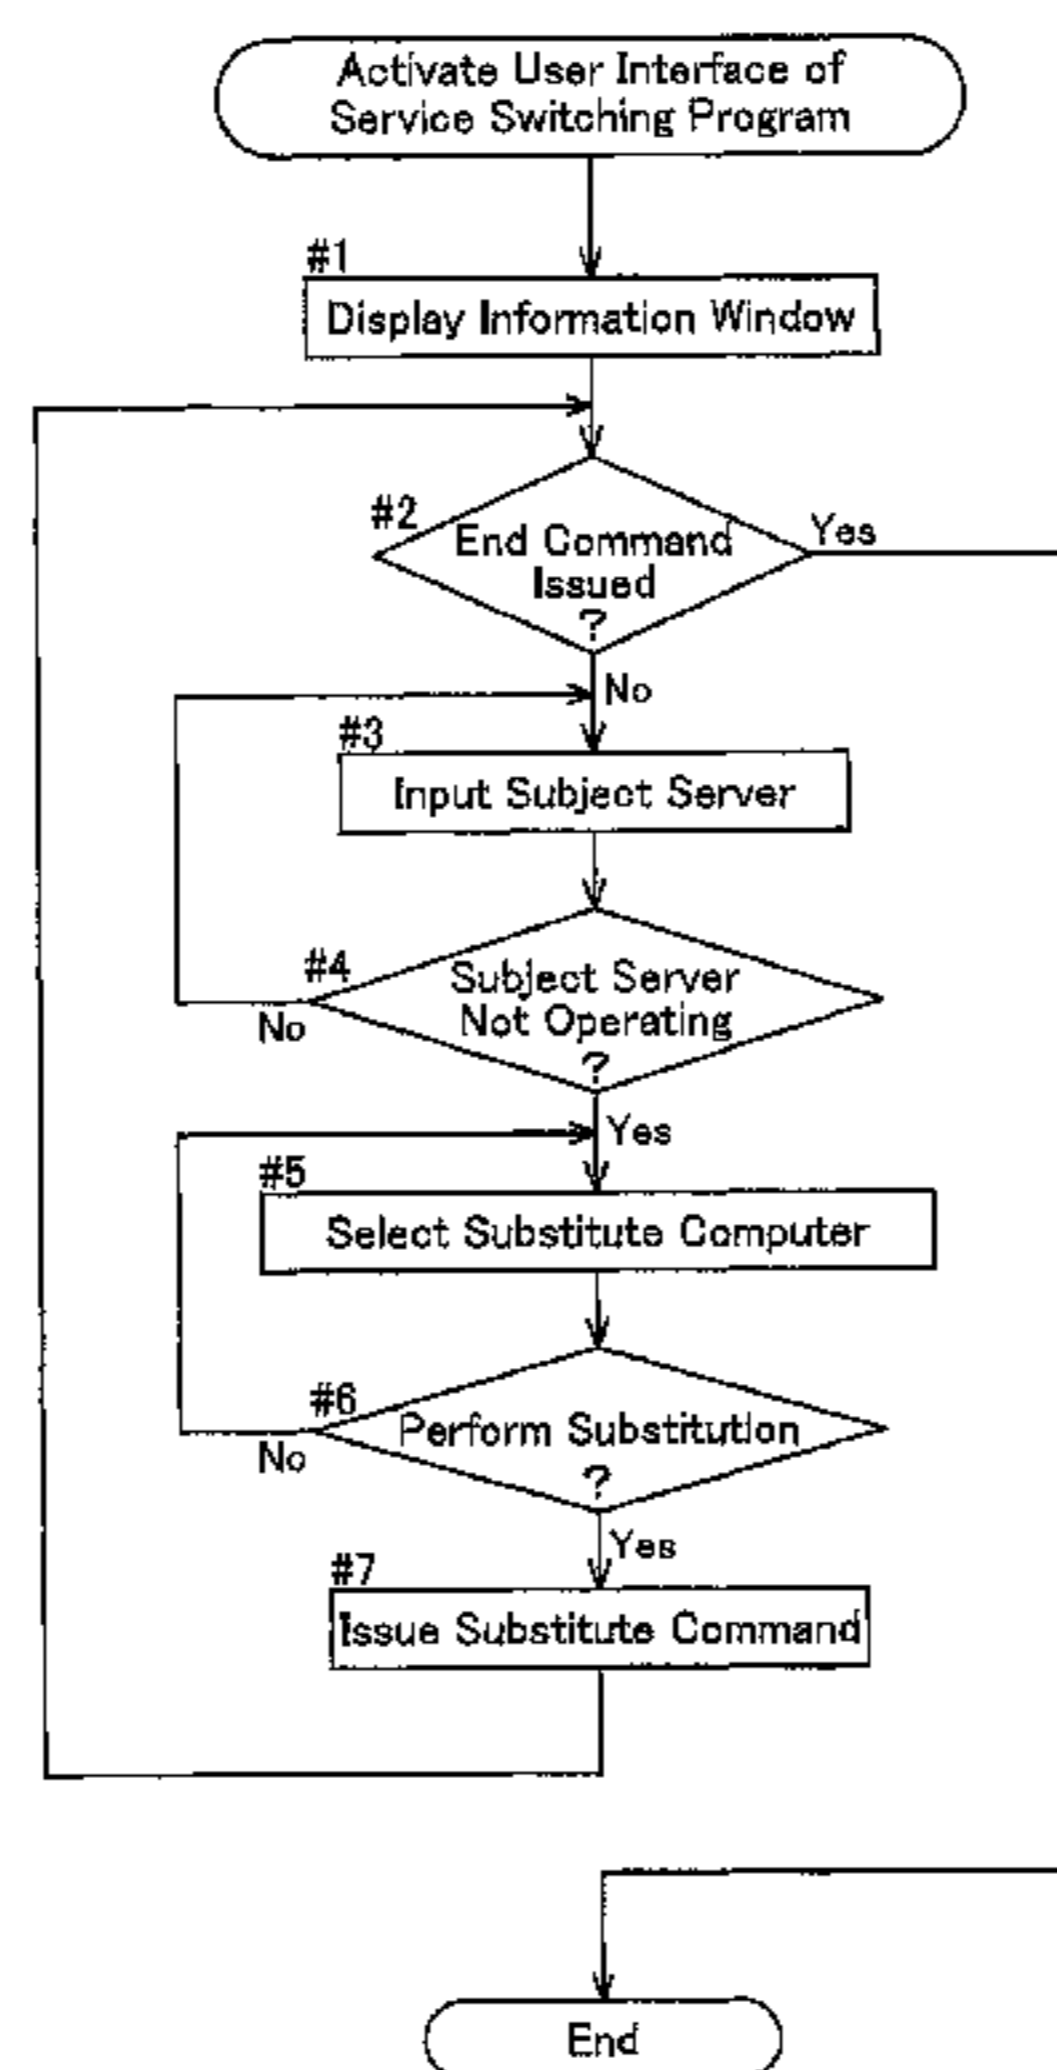 Activate User Interface of
Service Switching Program
#1
Display Information Window
#2
End Command
Issued
?
Yes
No
#3
Input Subject Server
#4
Subject Server
Not Operating
?
No
Yes
#5
Select Substitute Computer
#6
Perform Substitution
?
No
Yes
#7
Issue Substitute Command
End